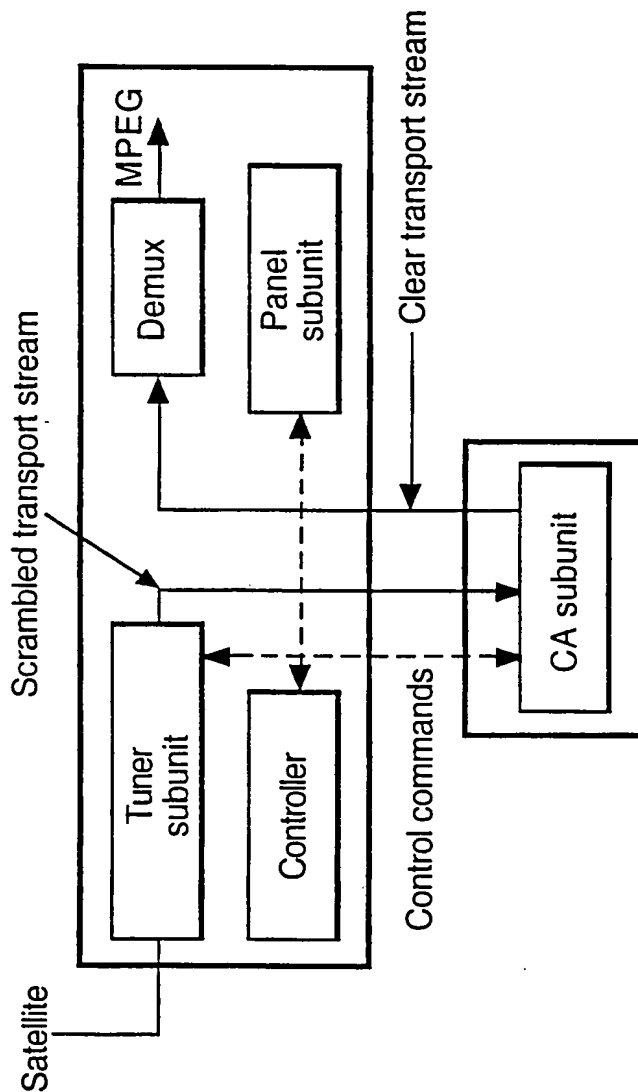 Satellite
Scrambled transport stream
Tuner
subunit
Demux
MPEG
Controller
Panel
subunit
Control commands
Clear transport stream
CA subunit